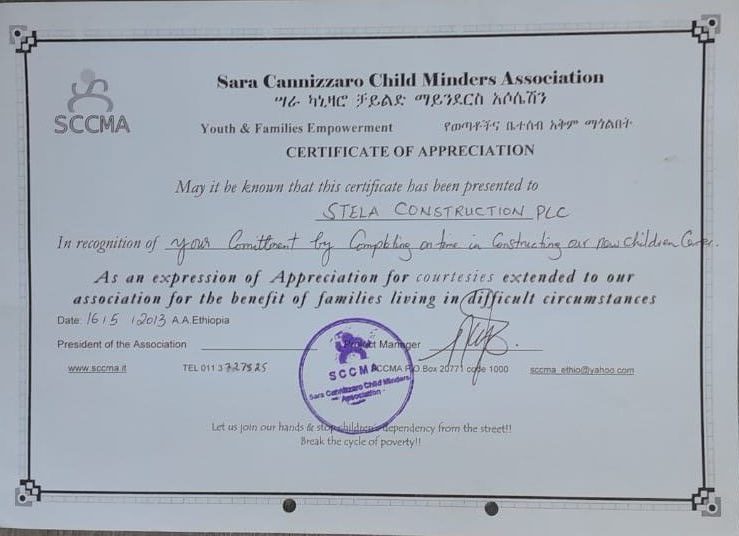 Sara Cannizzaro Child Minders Association
ሣራ ካኒዛሮ ቻይልድ ማይንደርስ አሶሴሽን
SCCMA
Youth & Families Empowerment የወጣቶችና ቤተሰብ አቅም ማጎልበት
CERTIFICATE OF APPRECIATION
May it be known that this certificate has been presented to
STELA CONSTRUCTION PLC
In recognition of your Comittment by Completing on time in Constructing our new children Center.
As an expression of Appreciation for courtesies extended to our
association for the benefit of families living in difficult circumstances
Date: 16 / 5 / 2013 A.A.Ethiopia
President of the Association Project Manager
www.sccma.it TEL 011 3 SCCMA P.O.Box 20771 code 1000 sccma_ethio@yahoo.com
SCCMA
Sara Cannizzaro Child Minders
Association
Let us join our hands & stop children's dependency from the street!!
Break the cycle of poverty!!